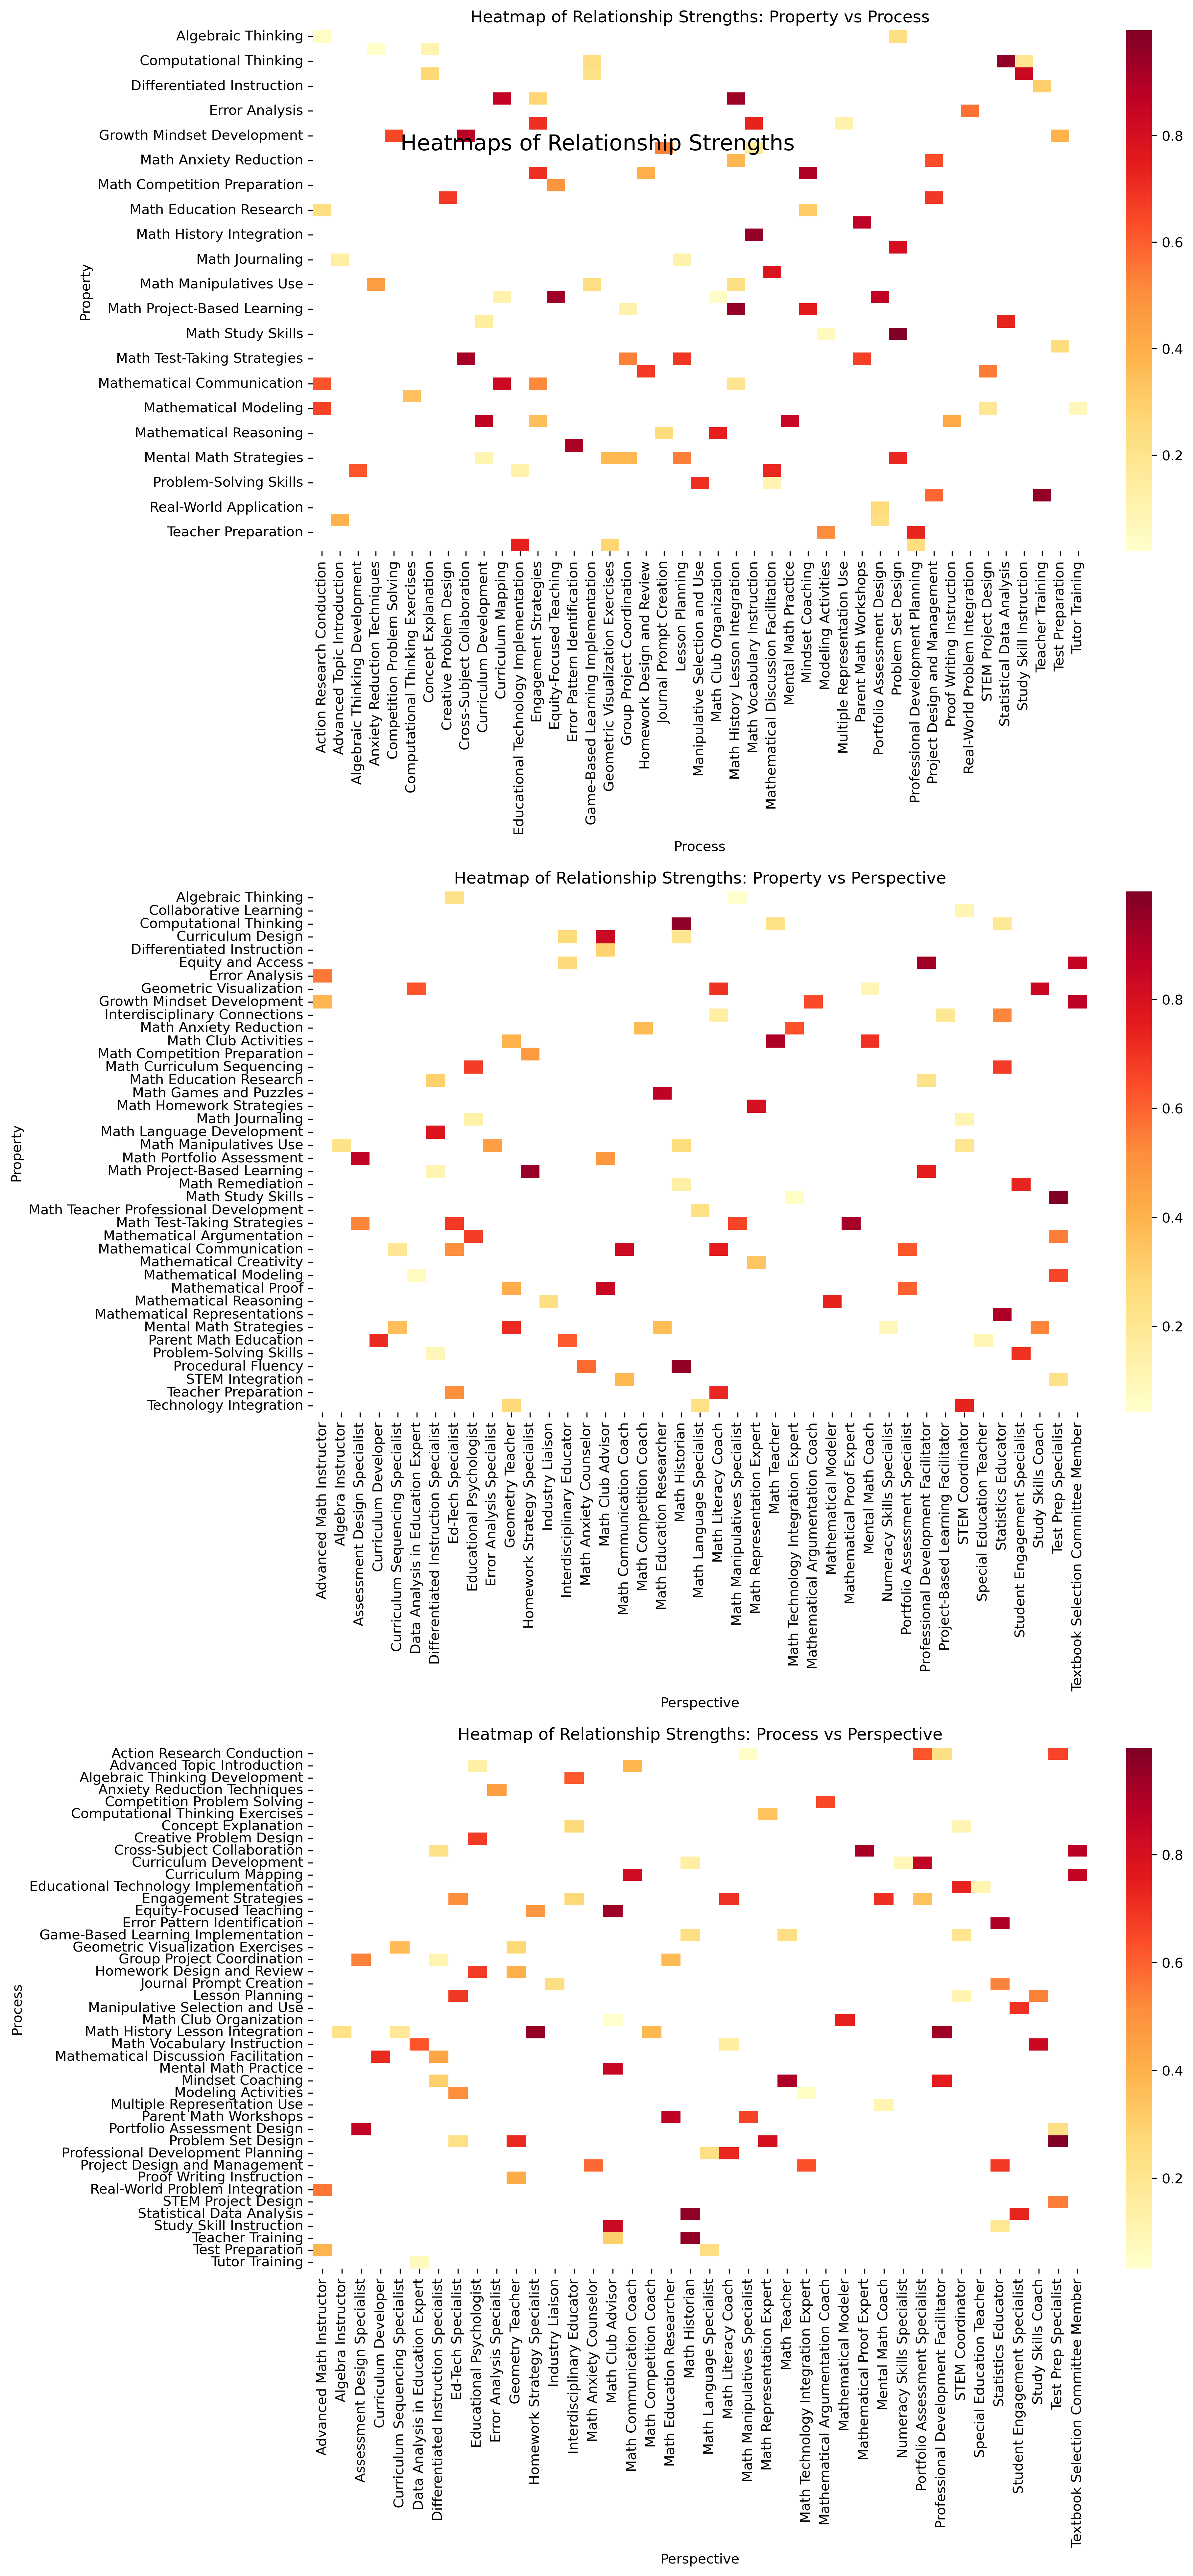 Heatmap of Relationship Strengths: Property vs Process
Algebraic Thinking
Computational Thinking
Differentiated Instruction
Error Analysis
Growth Mindset Development
Heatmaps of Relationship Strengths
Math Anxiety Reduction
Math Competition Preparation
Math Education Research
Math History Integration
Math Journaling
Math Manipulatives Use
Math Project-Based Learning
Math Study Skills
Math Test-Taking Strategies
Mathematical Communication
Mathematical Modeling
Mathematical Reasoning
Mental Math Strategies
Problem-Solving Skills
Real-World Application
Teacher Preparation
Property
0.8
0.6
0.4
0.2
Action Research Conduction
Advanced Topic Introduction
Algebraic Thinking Development
Anxiety Reduction Techniques
Competition Problem Solving
Computational Thinking Exercises
Concept Explanation
Creative Problem Design
Cross-Subject Collaboration
Curriculum Development
Curriculum Mapping
Educational Technology Implementation
Engagement Strategies
Equity-Focused Teaching
Error Pattern Identification
Game-Based Learning Implementation
Geometric Visualization Exercises
Group Project Coordination
Homework Design and Review
Journal Prompt Creation
Lesson Planning
Manipulative Selection and Use
Math Club Organization
Math History Lesson Integration
Math Vocabulary Instruction
Mathematical Discussion Facilitation
Mental Math Practice
Mindset Coaching
Modeling Activities
Multiple Representation Use
Parent Math Workshops
Portfolio Assessment Design
Problem Set Design
Professional Development Planning
Project Design and Management
Proof Writing Instruction
Real-World Problem Integration
STEM Project Design
Statistical Data Analysis
Study Skill Instruction
Teacher Training
Test Preparation
Tutor Training
Process
Heatmap of Relationship Strengths: Property vs Perspective
Algebraic Thinking
Collaborative Learning
Computational Thinking
Curriculum Design
Differentiated Instruction
Equity and Access
Error Analysis
Geometric Visualization
Growth Mindset Development
Interdisciplinary Connections
Math Anxiety Reduction
Math Club Activities
Math Competition Preparation
Math Curriculum Sequencing
Math Education Research
Math Games and Puzzles
Math Homework Strategies
Math Journaling
Math Language Development
Math Manipulatives Use
Math Portfolio Assessment
Math Project-Based Learning
Math Remediation
Math Study Skills
Math Teacher Professional Development
Math Test-Taking Strategies
Mathematical Argumentation
Mathematical Communication
Mathematical Creativity
Mathematical Modeling
Mathematical Proof
Mathematical Reasoning
Mathematical Representations
Mental Math Strategies
Parent Math Education
Problem-Solving Skills
Procedural Fluency
STEM Integration
Teacher Preparation
Technology Integration
Property
0.8
0.6
0.4
0.2
Advanced Math Instructor
Algebra Instructor
Assessment Design Specialist
Curriculum Developer
Curriculum Sequencing Specialist
Data Analysis in Education Expert
Differentiated Instruction Specialist
Ed-Tech Specialist
Educational Psychologist
Error Analysis Specialist
Geometry Teacher
Homework Strategy Specialist
Industry Liaison
Interdisciplinary Educator
Math Anxiety Counselor
Math Club Advisor
Math Communication Coach
Math Competition Coach
Math Education Researcher
Math Historian
Math Language Specialist
Math Literacy Coach
Math Manipulatives Specialist
Math Representation Expert
Math Teacher
Math Technology Integration Expert
Mathematical Argumentation Coach
Mathematical Modeler
Mathematical Proof Expert
Mental Math Coach
Numeracy Skills Specialist
Portfolio Assessment Specialist
Professional Development Facilitator
Project-Based Learning Facilitator
STEM Coordinator
Special Education Teacher
Statistics Educator
Student Engagement Specialist
Study Skills Coach
Test Prep Specialist
Textbook Selection Committee Member
Perspective
Heatmap of Relationship Strengths: Process vs Perspective
Action Research Conduction
Advanced Topic Introduction
Algebraic Thinking Development
Anxiety Reduction Techniques
Competition Problem Solving
Computational Thinking Exercises
Concept Explanation
Creative Problem Design
Cross-Subject Collaboration
Curriculum Development
Curriculum Mapping
Educational Technology Implementation
Engagement Strategies
Equity-Focused Teaching
Error Pattern Identification
Game-Based Learning Implementation
Geometric Visualization Exercises
Group Project Coordination
Homework Design and Review
Journal Prompt Creation
Lesson Planning
Manipulative Selection and Use
Math Club Organization
Math History Lesson Integration
Math Vocabulary Instruction
Mathematical Discussion Facilitation
Mental Math Practice
Mindset Coaching
Modeling Activities
Multiple Representation Use
Parent Math Workshops
Portfolio Assessment Design
Problem Set Design
Professional Development Planning
Project Design and Management
Proof Writing Instruction
Real-World Problem Integration
STEM Project Design
Statistical Data Analysis
Study Skill Instruction
Teacher Training
Test Preparation
Tutor Training
Process
0.8
0.6
0.4
0.2
Advanced Math Instructor
Algebra Instructor
Assessment Design Specialist
Curriculum Developer
Curriculum Sequencing Specialist
Data Analysis in Education Expert
Differentiated Instruction Specialist
Ed-Tech Specialist
Educational Psychologist
Error Analysis Specialist
Geometry Teacher
Homework Strategy Specialist
Industry Liaison
Interdisciplinary Educator
Math Anxiety Counselor
Math Club Advisor
Math Communication Coach
Math Competition Coach
Math Education Researcher
Math Historian
Math Language Specialist
Math Literacy Coach
Math Manipulatives Specialist
Math Representation Expert
Math Teacher
Math Technology Integration Expert
Mathematical Argumentation Coach
Mathematical Modeler
Mathematical Proof Expert
Mental Math Coach
Numeracy Skills Specialist
Portfolio Assessment Specialist
Professional Development Facilitator
STEM Coordinator
Special Education Teacher
Statistics Educator
Student Engagement Specialist
Study Skills Coach
Test Prep Specialist
Textbook Selection Committee Member
Perspective